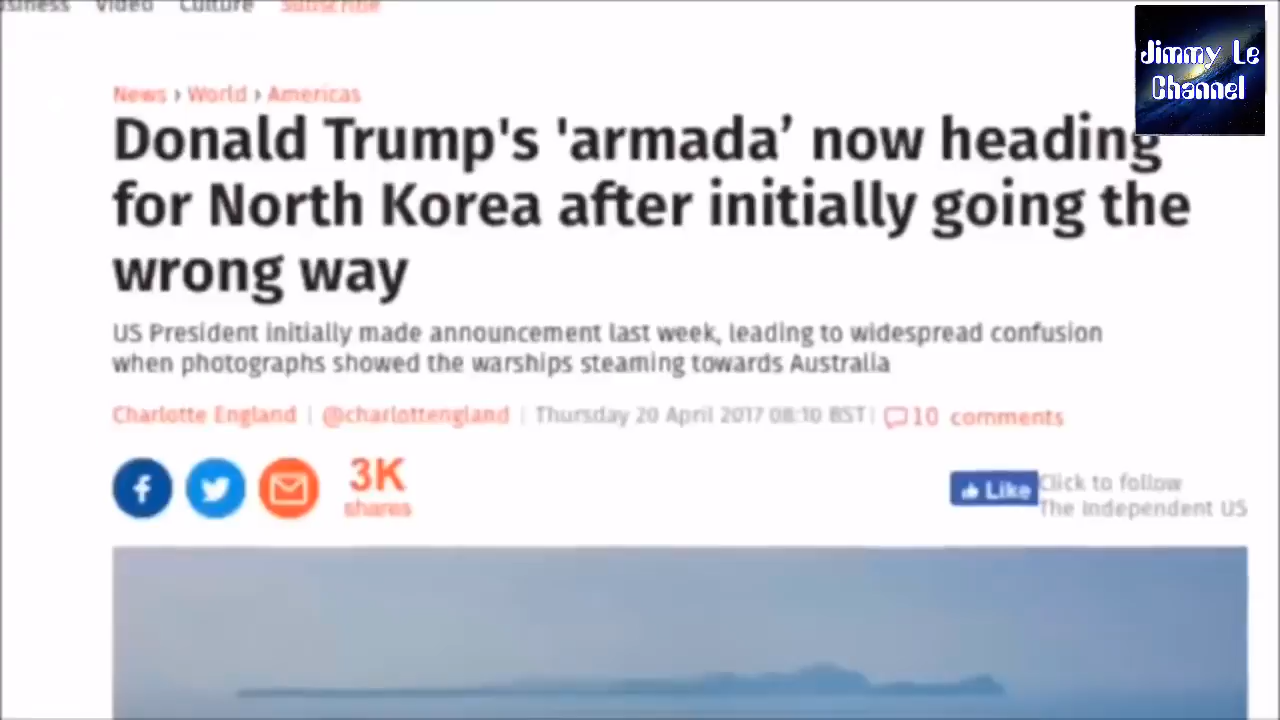 Video Culture Subscribe
Jimmy Le
Channel
News › World › Americas
Donald Trump's 'armada’ now heading
for North Korea after initially going the
wrong way
US President initially made announcement last week, leading to widespread confusion
when photographs showed the warships steaming towards Australia
Charlotte England | @charlottengland | Thursday 20 April 2017 08:10 BST | 10 comments
3K
shares
Like
Click to follow
The Independent US